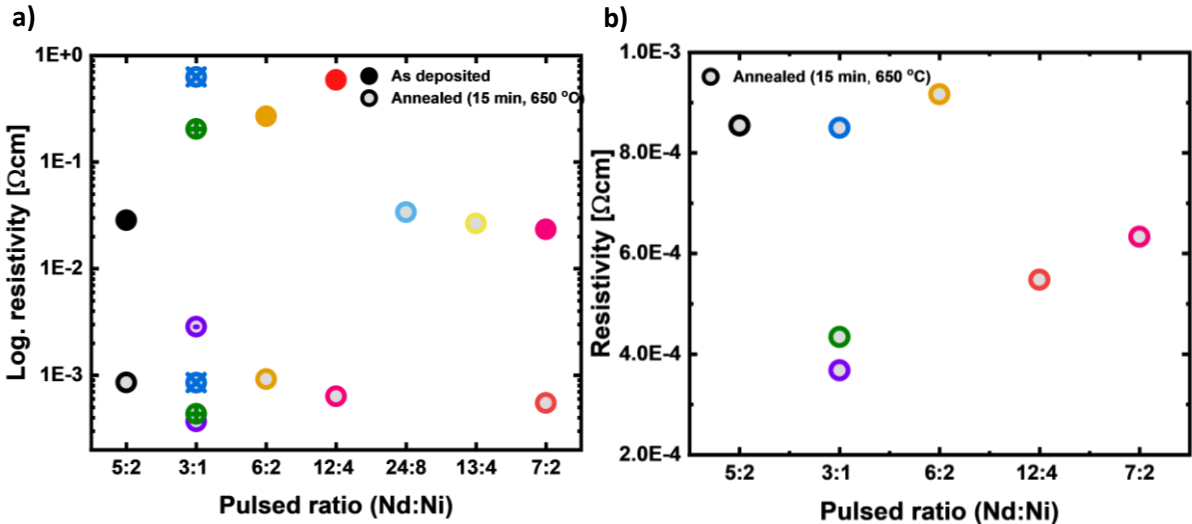 a)
Log. resistivity [Ωcm]
1E+0
1E-1
1E-2
1E-3
As deposited
Annealed (15 min, 650 °C)
5:2 3:1 6:2 12:4 24:8 13:4 7:2
Pulsed ratio (Nd:Ni)
b)
Resistivity [Ωcm]
1.0E-3
8.0E-4
6.0E-4
4.0E-4
2.0E-4
Annealed (15 min, 650 °C)
5:2 3:1 6:2 12:4 7:2
Pulsed ratio (Nd:Ni)